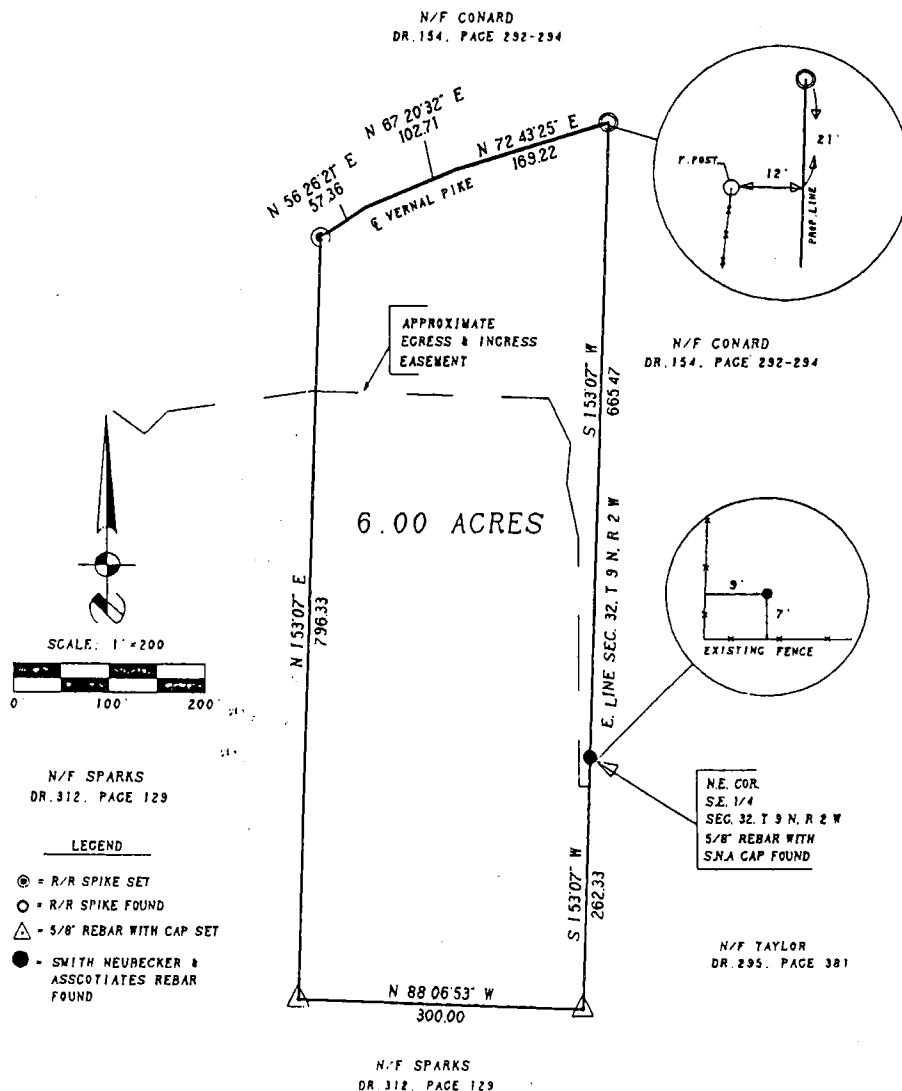 N/F CONARD
DR.154, PAGE 292-294
N 56 26'21" E
57.36
N 67 20'32" E
102.71
N 72 43'25" E
169.22
℄ VERNAL PIKE
F.POST
12'
21'
PROP.LINE
APPROXIMATE
EGRESS & INGRESS
EASEMENT
N/F CONARD
DR.154, PAGE 292-294
S 1 53'07" W
665.47
6.00 ACRES
N 1 53'07" E
796.33
E. LINE SEC. 32, T 9 N, R 2 W
9'
7'
EXISTING FENCE
N
SCALE: 1"=200
0' 100' 200'
N/F SPARKS
DR.312, PAGE 129
N.E. COR.
S.E. 1/4
SEC. 32, T 9 N, R 2 W
5/8" REBAR WITH
S.N.A CAP FOUND
LEGEND
= R/R SPIKE SET
= R/R SPIKE FOUND
= 5/8" REBAR WITH CAP SET
= SMITH NEUBECKER &
ASSCOTIATES REBAR
FOUND
S 1 53'07" W
262.33
N/F TAYLOR
DR.295, PAGE 381
N 88 06'53" W
300.00
N/F SPARKS
DR.312, PAGE 129